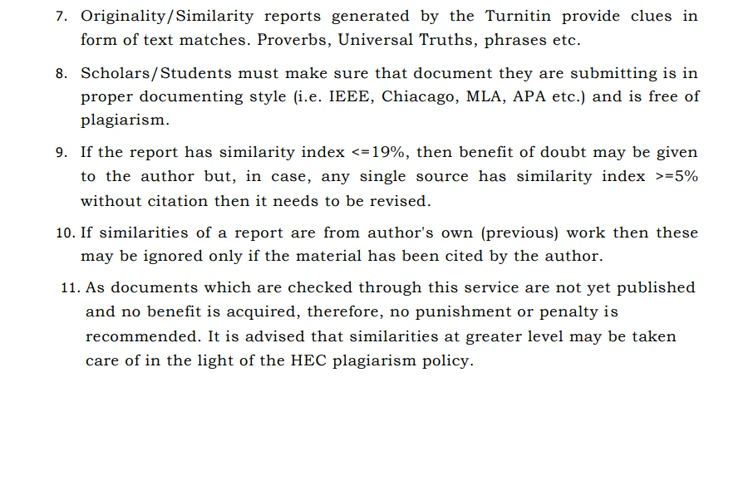 7. Originality/Similarity reports generated by the Turnitin provide clues in
form of text matches. Proverbs, Universal Truths, phrases etc.
8. Scholars/Students must make sure that document they are submitting is in
proper documenting style (i.e. IEEE, Chiacago, MLA, APA etc.) and is free of
plagiarism.
9. If the report has similarity index <=19%, then benefit of doubt may be given
to the author but, in case, any single source has similarity index >=5%
without citation then it needs to be revised.
10. If similarities of a report are from author's own (previous) work then these
may be ignored only if the material has been cited by the author.
11. As documents which are checked through this service are not yet published
and no benefit is acquired, therefore, no punishment or penalty is
recommended. It is advised that similarities at greater level may be taken
care of in the light of the HEC plagiarism policy.